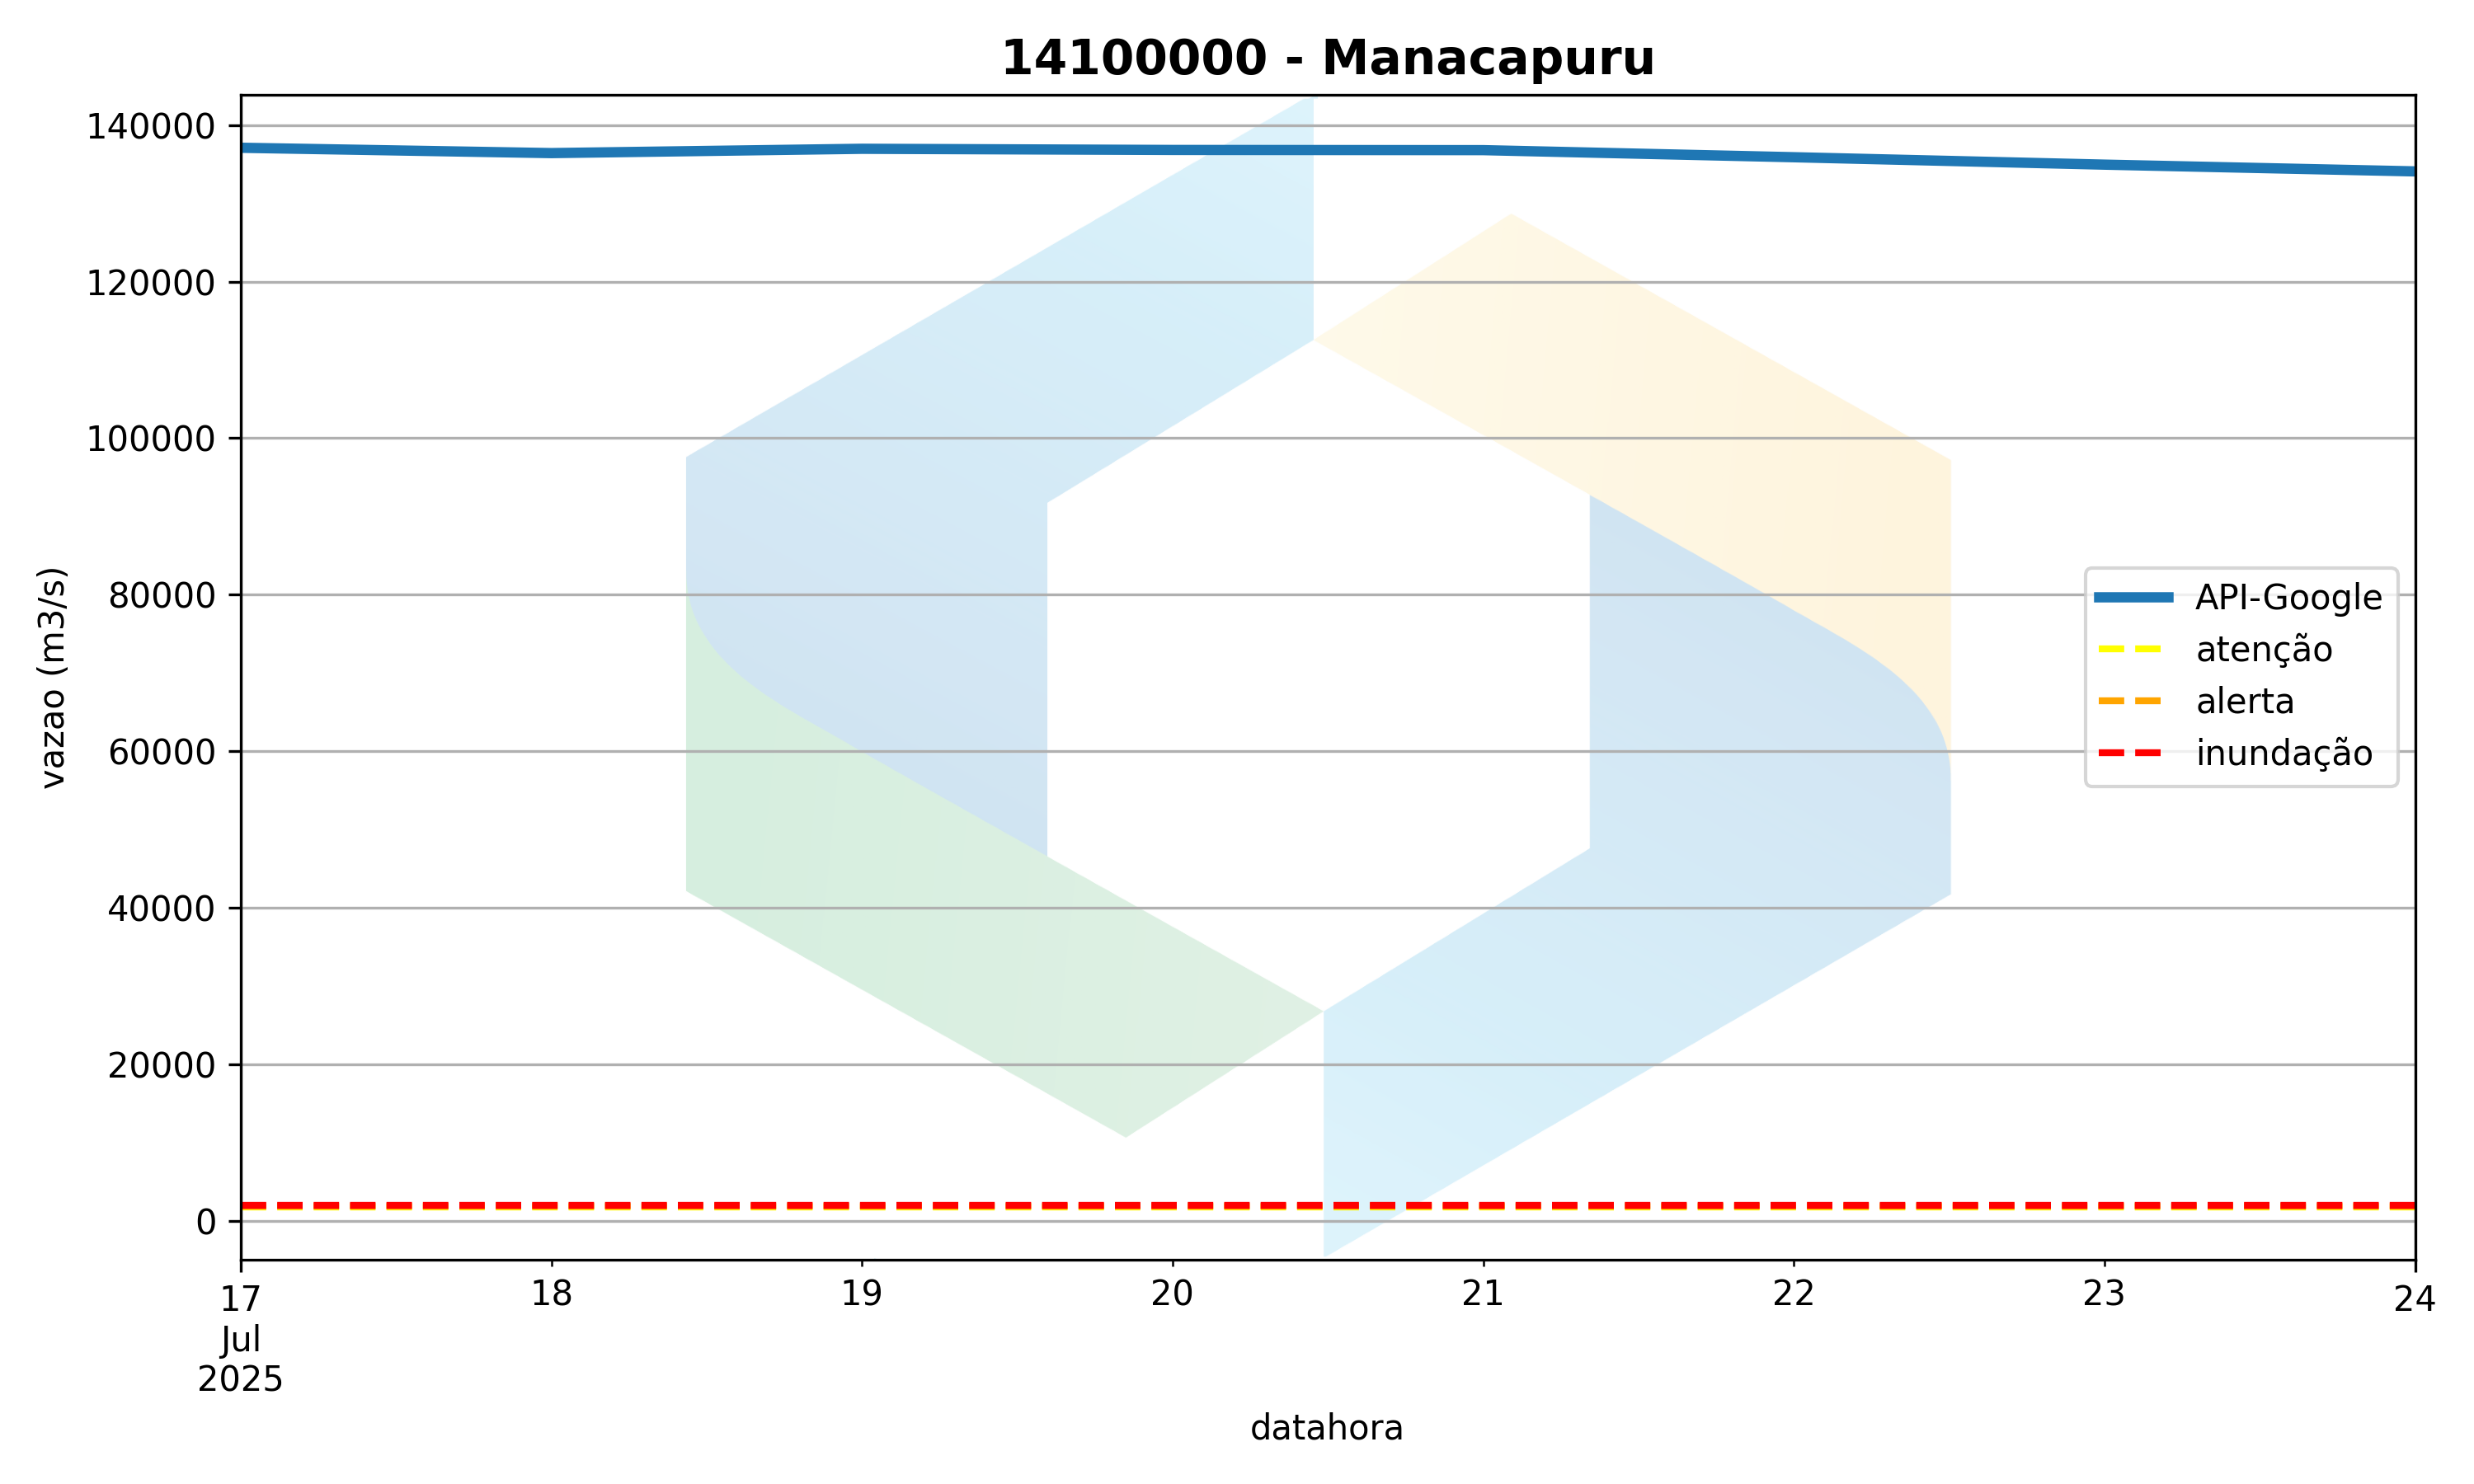 14100000 - Manacapuru
140000
120000
100000
80000
60000
40000
20000
0
vazao (m3/s)
API-Google
atenção
alerta
inundação
17 18 19 20 21 22 23 24
Jul
2025
datahora